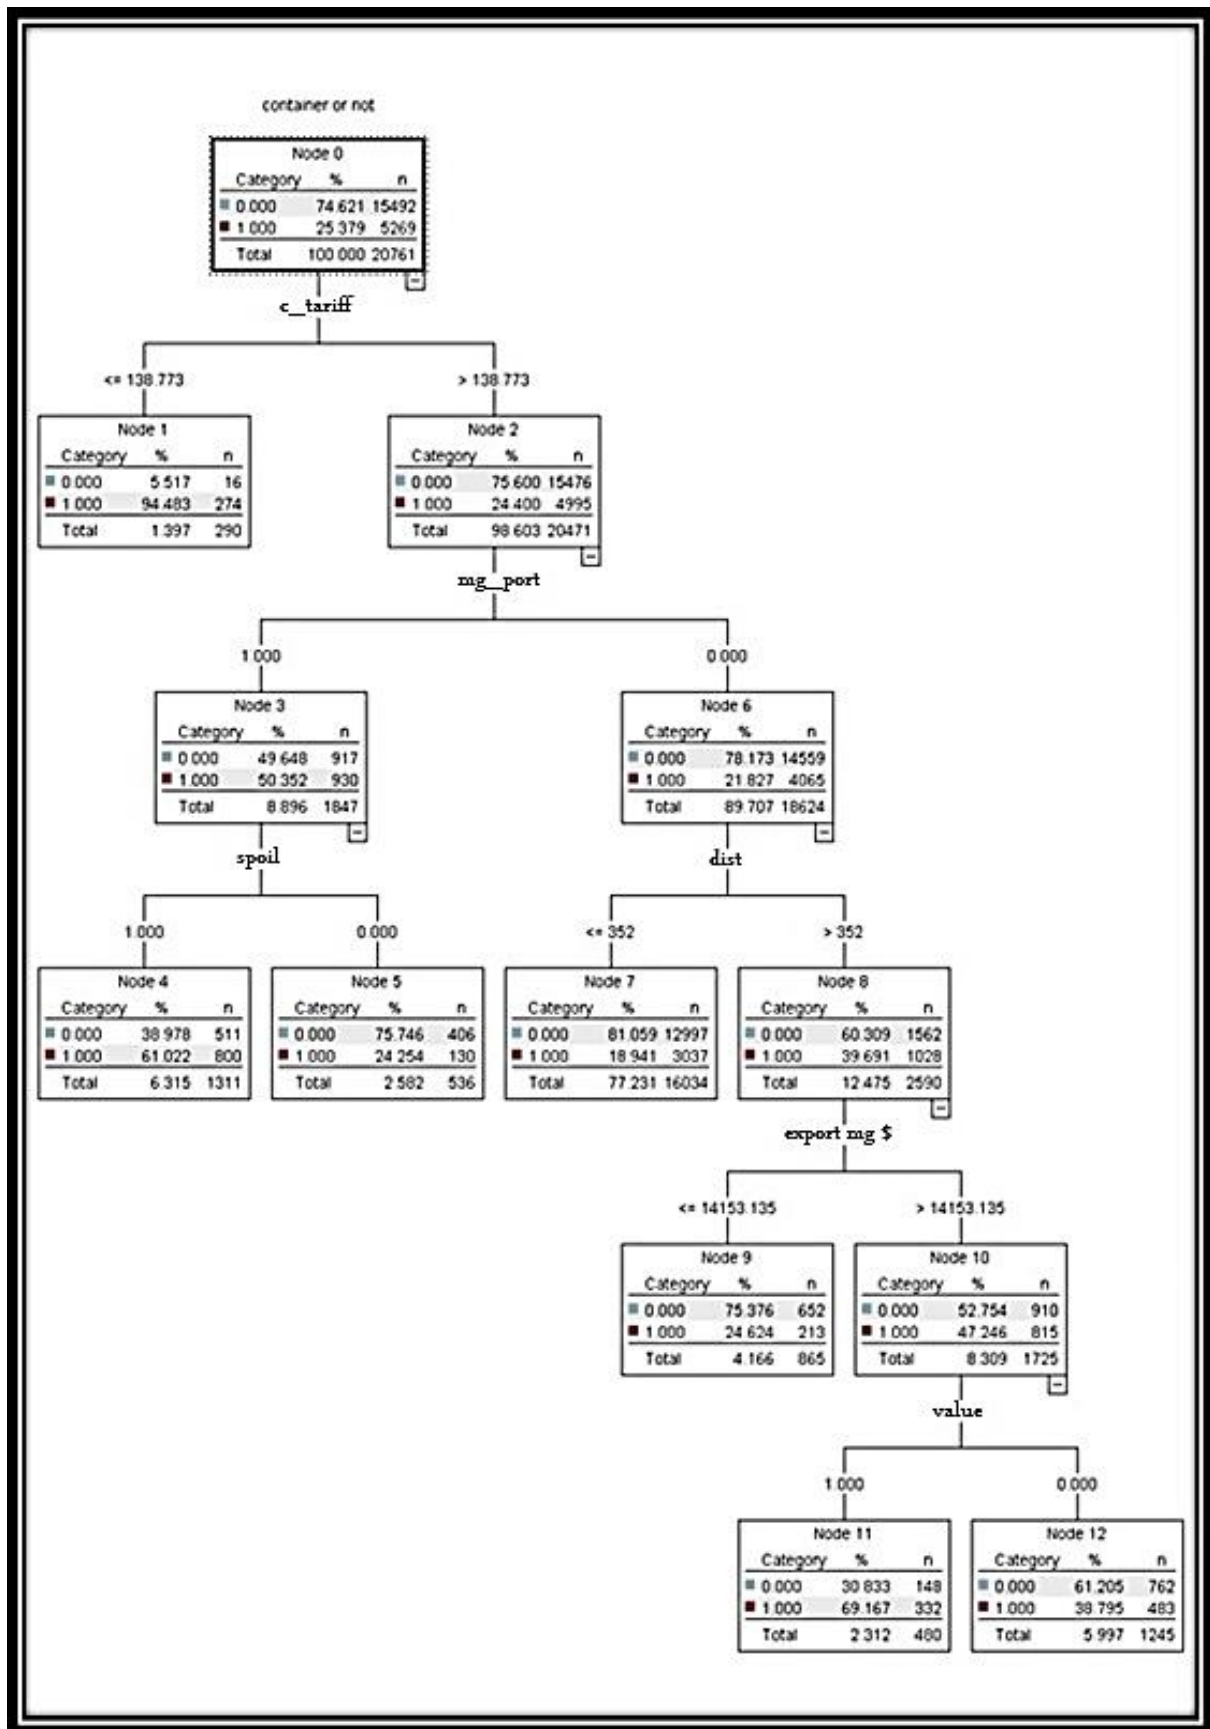 container or not
Node 0
Category % n
0.000 74.621 15492
1.000 25.379 5269
Total 100.000 20761
c_tariff
<= 138.773 > 138.773
Node 1
Category % n
0.000 5.517 16
1.000 94.483 274
Total 1.397 290
Node 2
Category % n
0.000 75.600 15476
1.000 24.400 4995
Total 98.603 20471
mg_port
1.000 0.000
Node 3
Category % n
0.000 49.648 917
1.000 50.352 930
Total 8.896 1847
Node 6
Category % n
0.000 78.173 14559
1.000 21.827 4065
Total 89.707 18624
spoil
dist
1.000 0.000 <= 352 > 352
Node 4
Category % n
0.000 38.978 511
1.000 61.022 800
Total 6.315 1311
Node 5
Category % n
0.000 75.746 406
1.000 24.254 130
Total 2.582 536
Node 7
Category % n
0.000 81.059 12997
1.000 18.941 3037
Total 77.231 16034
Node 8
Category % n
0.000 60.309 1562
1.000 39.691 1028
Total 12.475 2590
export mg $
<= 14153.135 > 14153.135
Node 9
Category % n
0.000 75.376 652
1.000 24.624 213
Total 4.166 865
Node 10
Category % n
0.000 52.754 910
1.000 47.246 815
Total 8.309 1725
value
1.000 0.000
Node 11
Category % n
0.000 30.833 148
1.000 69.167 332
Total 2.312 480
Node 12
Category % n
0.000 61.205 762
1.000 38.795 483
Total 5.997 1245